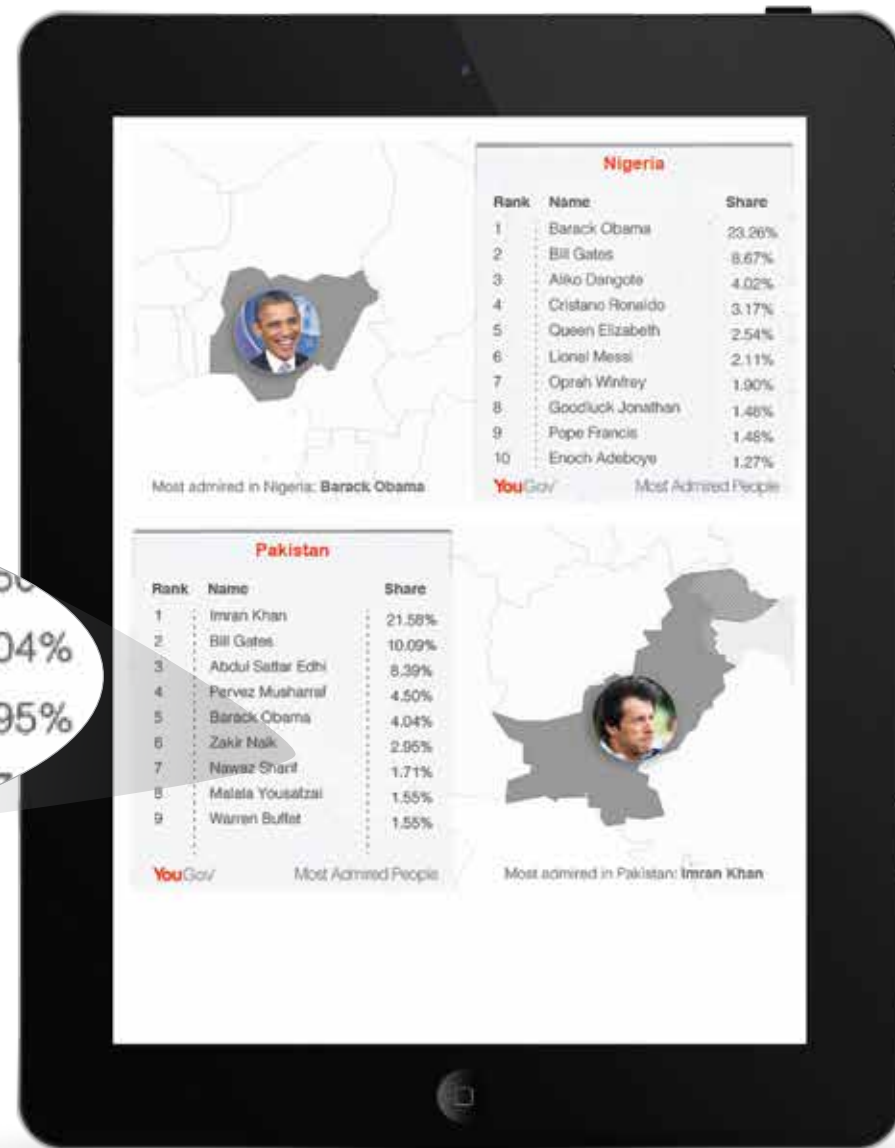 Nigeria
Rank Name Share
1 Barack Obama 23.26%
2 Bill Gates 8.67%
3 Aliko Dangote 4.02%
4 Cristano Ronaldo 3.17%
5 Queen Elizabeth 2.54%
6 Lionel Messi 2.11%
7 Oprah Winfrey 1.90%
8 Goodluck Jonathan 1.48%
9 Pope Francis 1.48%
10 Enoch Adeboye 1.27%
YouGov Most Admired People
Most admired in Nigeria: Barack Obama
Pakistan
Rank Name Share
1 Imran Khan 21.58%
2 Bill Gates 10.09%
3 Abdul Sattar Edhi 8.39%
4 Pervez Musharraf 4.50%
5 Barack Obama 4.04%
6 Zakir Naik 2.95%
7 Nawaz Sharif 1.71%
8 Malala Yousafzai 1.55%
9 Warren Buffet 1.55%
YouGov Most Admired People
Most admired in Pakistan: Imran Khan
04%
95%